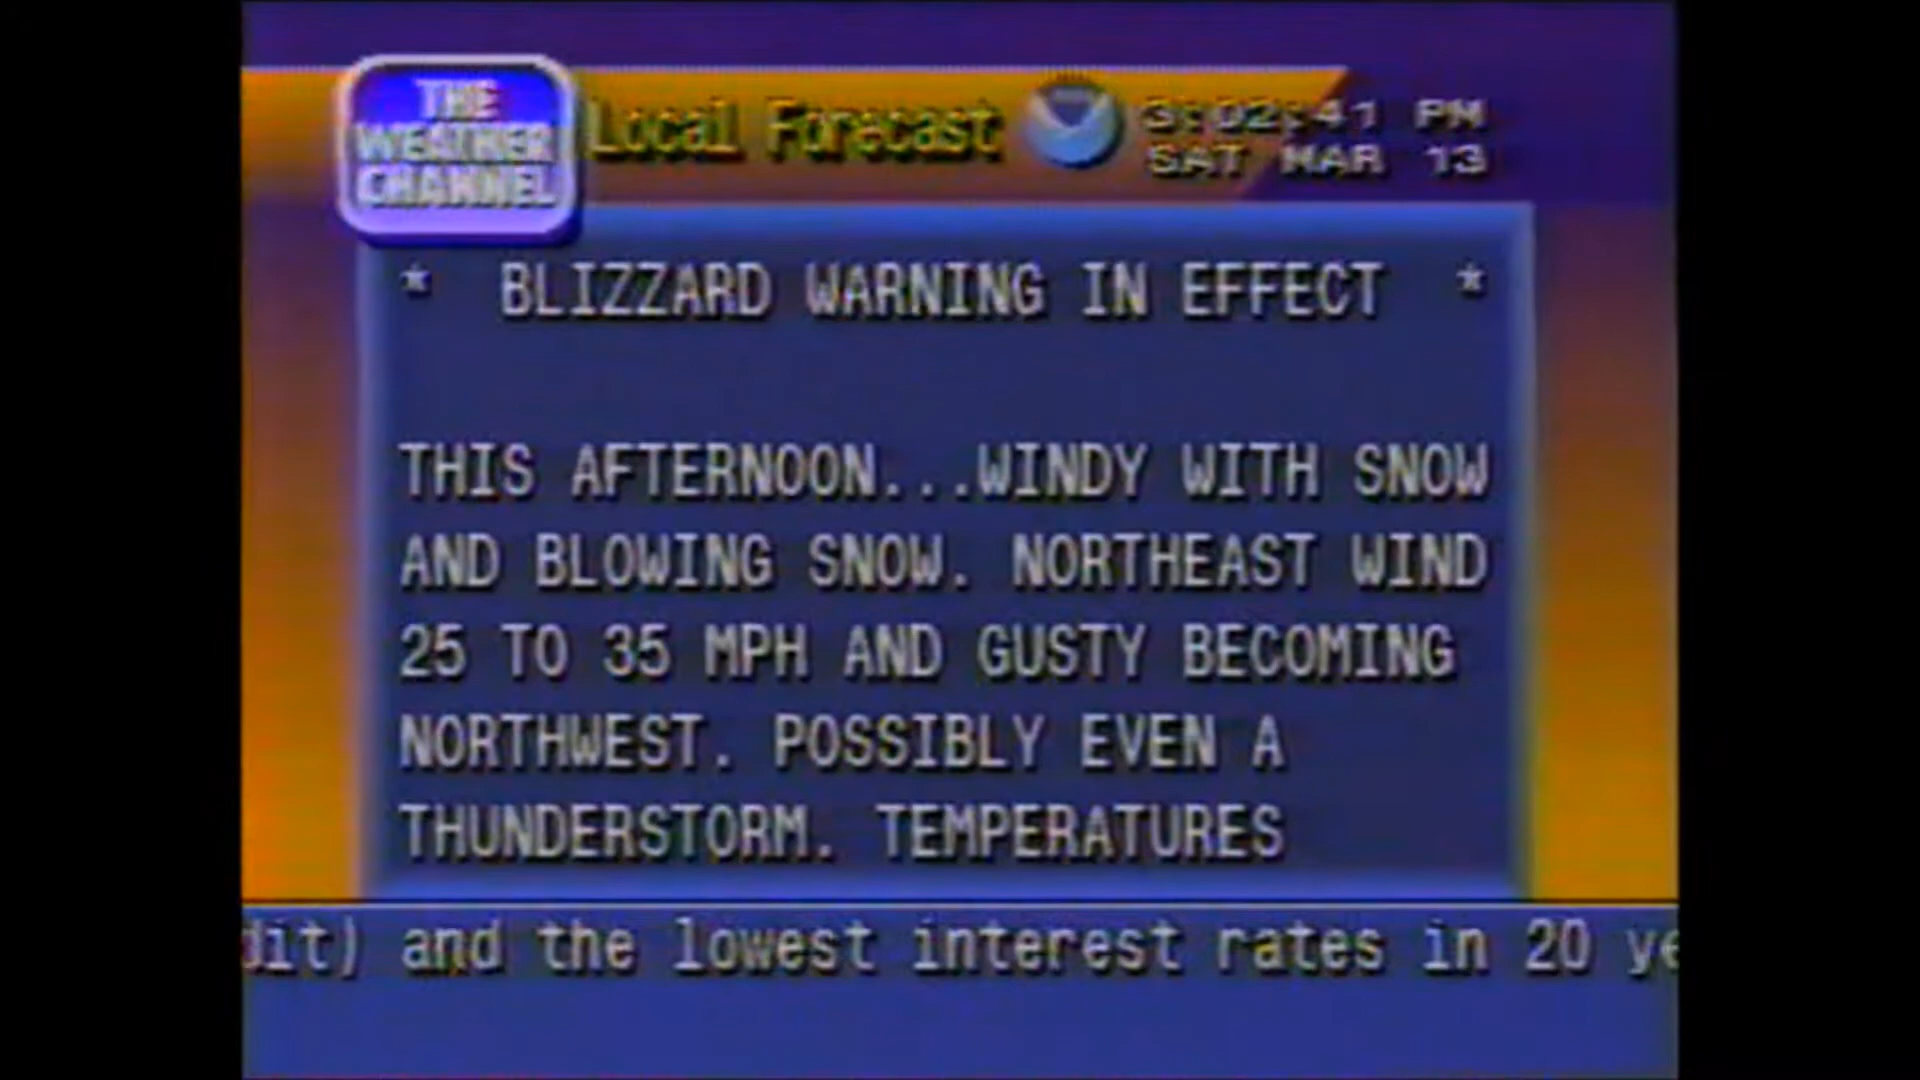 THE
WEATHER
CHANNEL
Local Forecast
3:02:41 PM
SAT MAR 13
* BLIZZARD WARNING IN EFFECT *
THIS AFTERNOON...WINDY WITH SNOW
AND BLOWING SNOW. NORTHEAST WIND
25 TO 35 MPH AND GUSTY BECOMING
NORTHWEST. POSSIBLY EVEN A
THUNDERSTORM. TEMPERATURES
dit) and the lowest interest rates in 20 ye